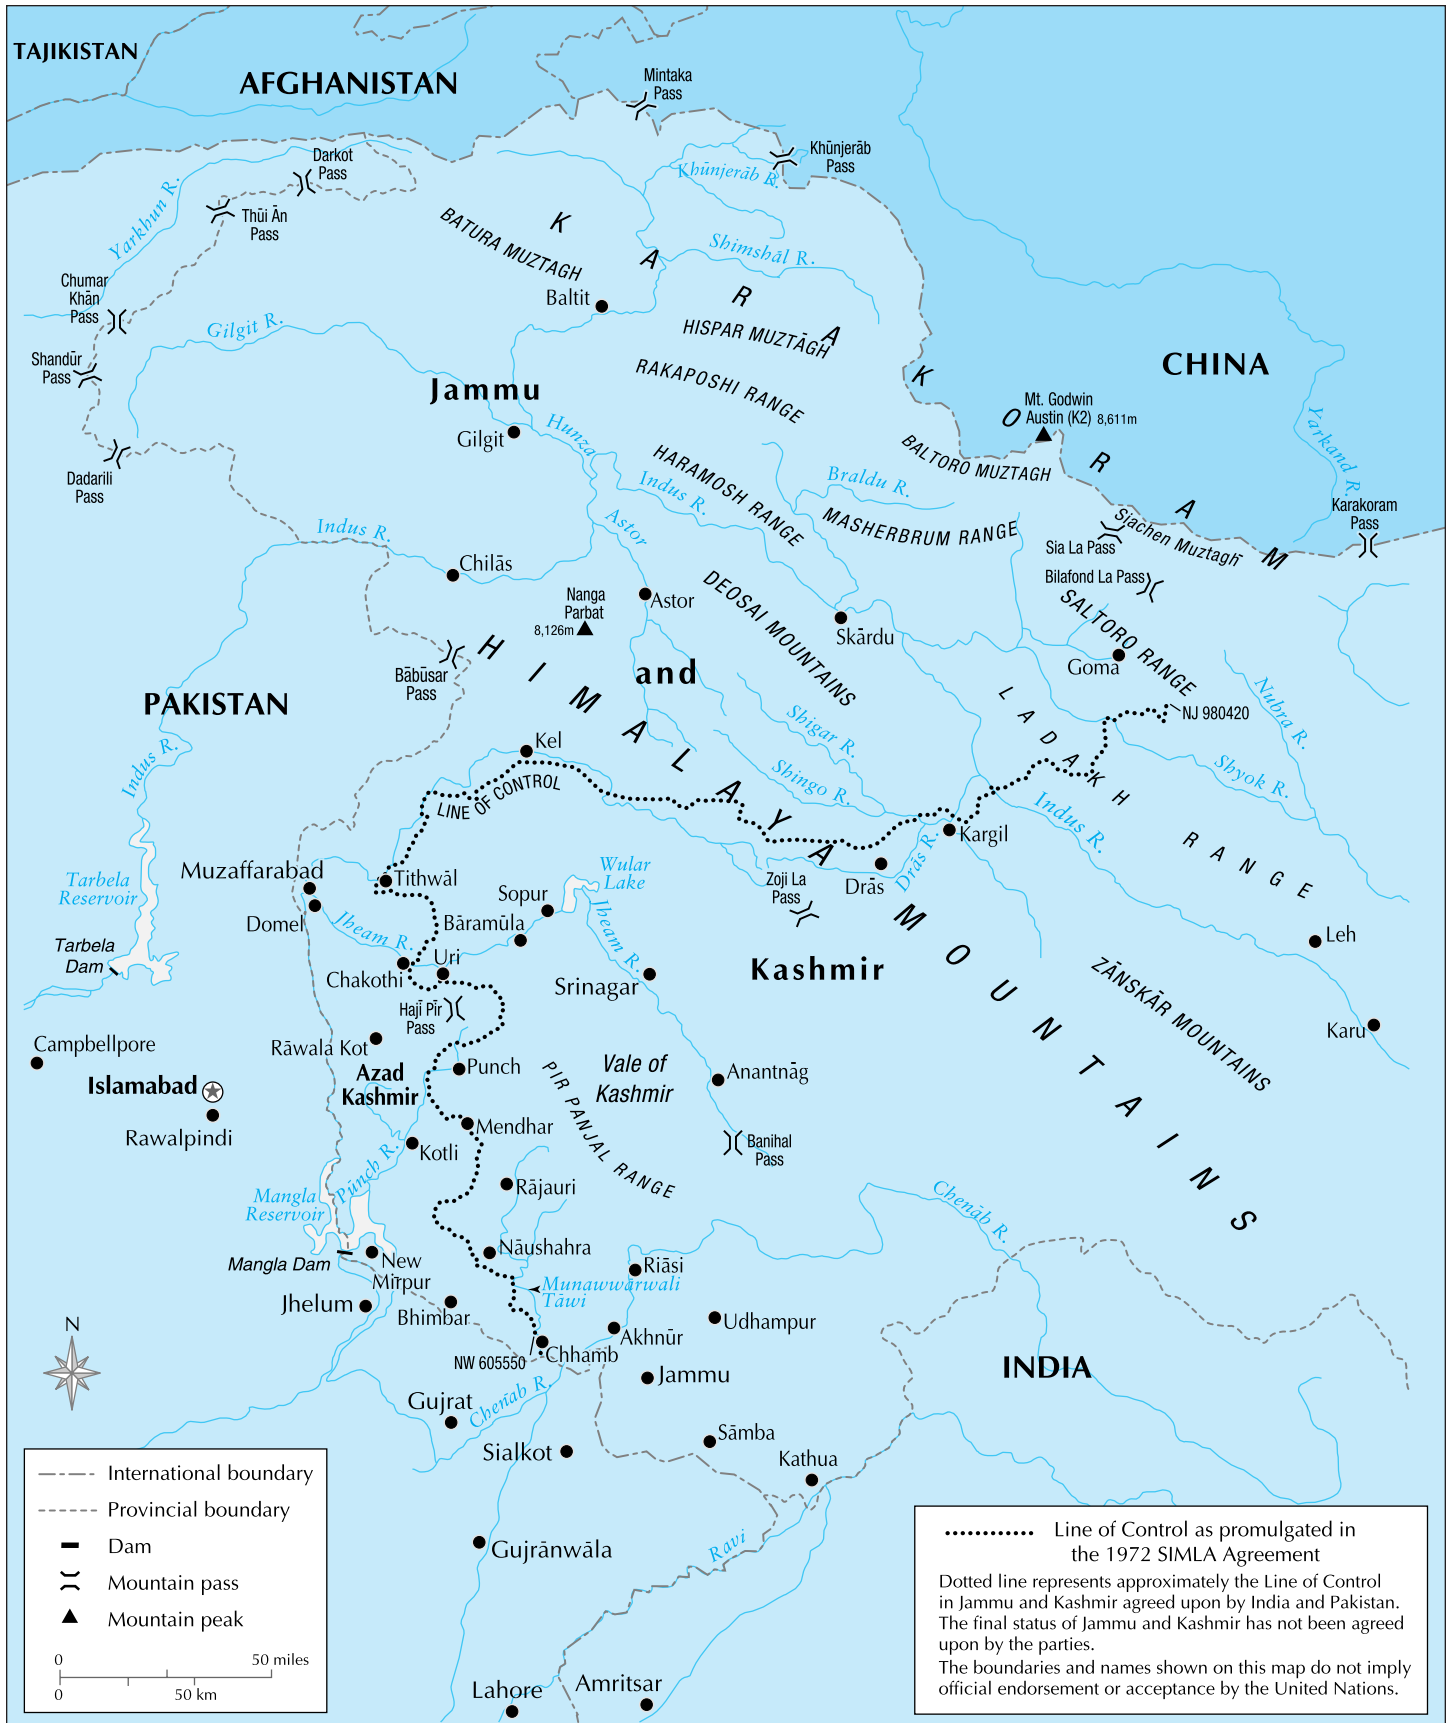 TAJIKISTAN
AFGHANISTAN
Mintaka
Pass
Khūnjerāb
Pass
Khūnjerāb R.
Darkot
Pass
Yarkhun R.
Thūi Ān
Pass
BATURA MUZTAGH
K A R A K O R A M
Shimshāl R.
Chumar
Khān
Pass
Baltit
Gilgit R.
HISPAR MUZTĀGH
Shandūr
Pass
RAKAPOSHI RANGE
CHINA
Jammu
Mt. Godwin
Austin (K2) 8,611m
Gilgit
Hunza
Yarkand R.
BALTORO MUZTAGH
HARAMOSH RANGE
Dadarili
Pass
Indus R.
Braldu R.
MASHERBRUM RANGE
Karakoram
Pass
Siachen Muztagh
Indus R.
Astor
Sia La Pass
Chilās
Bilafond La Pass
Nanga
Parbat
8,126m
Astor
DEOSAI MOUNTAINS
SALTORO RANGE
Skārdu
HIMALAYA MOUNTAINS
and
Goma
Bābūsar
Pass
PAKISTAN
LADAKH RANGE
NJ 980420
Nubra R.
Shigar R.
Kel
Indus R.
Shingo R.
Shyok R.
LINE OF CONTROL
Indus R.
Kargil
Drās R.
Muzaffarabad
Tithwāl
Wular
Lake
Zoji La
Pass
Drās
Tarbela
Reservoir
Sopur
Domel
Jheam R.
Bāramūla
Jheam R.
Leh
Tarbela
Dam
Uri
Chakothi
Srinagar
Kashmir
ZĀNSKĀR MOUNTAINS
Hajī Pīr
Pass
Karu
Campbellpore
Rāwala Kot
Vale of
Kashmir
Punch
Azad
Kashmir
Anantnāg
Islamabad
PIR PANJAL RANGE
Rawalpindi
Mendhar
Kotli
Banihal
Pass
Pūnch R.
Rājauri
Mangla
Reservoir
Chenāb R.
Nāushahra
Mangla Dam
New
Mīrpur
Riāsi
Munawwarwali
Tāwi
Jhelum
Bhimbar
Udhampur
Akhnūr
N
NW 605550
Chhamb
INDIA
Jammu
Gujrat
Chenab R.
Sialkot
Sāmba
Kathua
International boundary
Provincial boundary
Dam
Mountain pass
Mountain peak
0 50 miles
0 50 km
Gujrānwāla
Ravi
Lahore
Amritsar
Line of Control as promulgated in
the 1972 SIMLA Agreement
Dotted line represents approximately the Line of Control
in Jammu and Kashmir agreed upon by India and Pakistan.
The final status of Jammu and Kashmir has not been agreed
upon by the parties.
The boundaries and names shown on this map do not imply
official endorsement or acceptance by the United Nations.